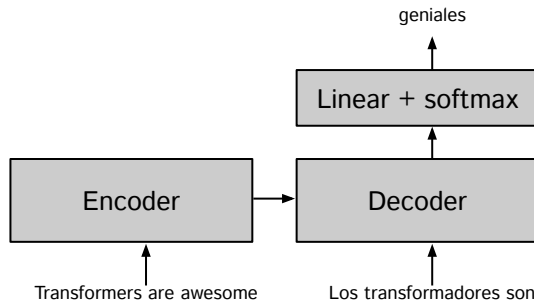 geniales
Linear + softmax
Encoder
Decoder
Transformers are awesome
Los transformadores son